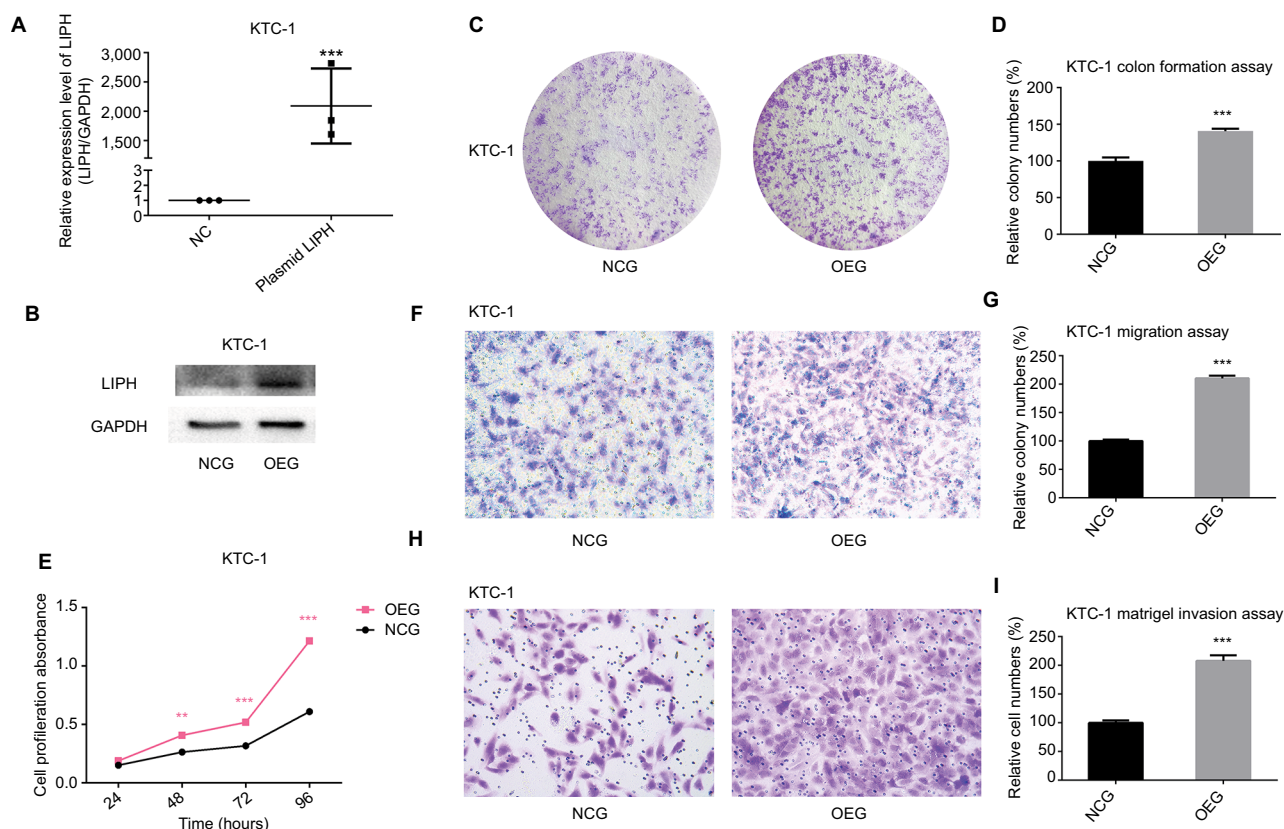 A
KTC-1
Relative expression level of LIPH
(LIPH/GAPDH)
3,000
2,500
2,000
1,500
3
2
1
0
***
NC
Plasmid LIPH
B
KTC-1
LIPH
GAPDH
NCG
OEG
C
KTC-1
NCG
OEG
D
KTC-1 colon formation assay
Relative colony numbers (%)
200
150
100
50
0
***
NCG
OEG
E
KTC-1
Cell profileration absorbance
1.5
1.0
0.5
0.0
**
***
***
24
48
72
96
Time (hours)
OEG
NCG
F
KTC-1
NCG
OEG
G
KTC-1 migration assay
Relative colony numbers (%)
250
200
150
100
50
0
***
NCG
OEG
H
KTC-1
NCG
OEG
I
KTC-1 matrigel invasion assay
Relative cell numbers (%)
250
200
150
100
50
0
***
NCG
OEG